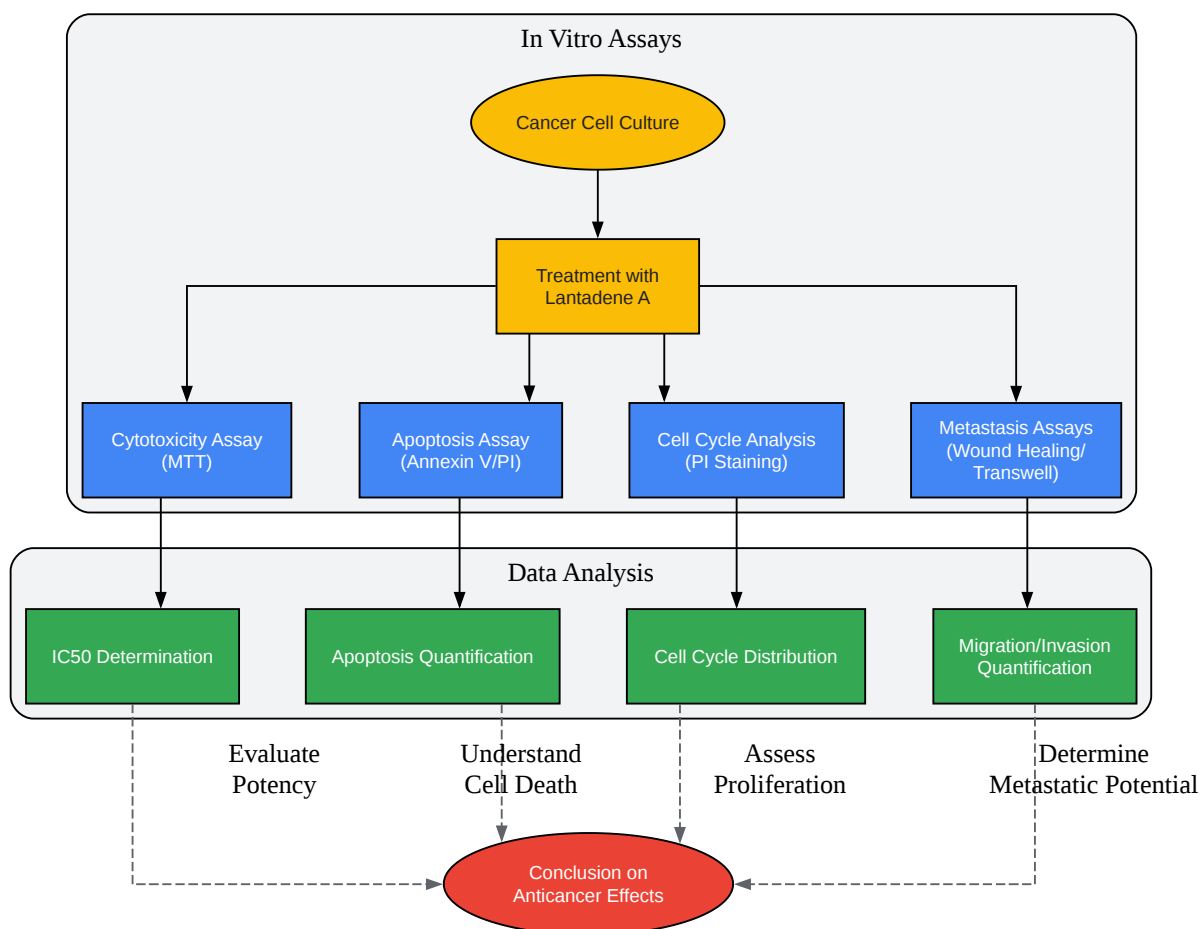 In Vitro Assays
Cancer Cell Culture
Treatment with
Lantadene A
Cytotoxicity Assay
(MTT)
Apoptosis Assay
(Annexin V/PI)
Cell Cycle Analysis
(PI Staining)
Metastasis Assays
(Wound Healing/
Transwell)
Data Analysis
IC50 Determination
Apoptosis Quantification
Cell Cycle Distribution
Migration/Invasion
Quantification
Evaluate
Potency
Understand
Cell Death
Assess
Proliferation
Determine
Metastatic Potential
Conclusion on
Anticancer Effects